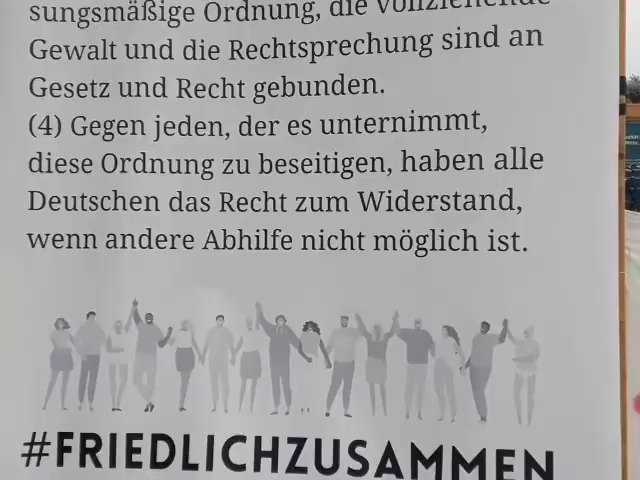 sungsmäßige Ordnung, die vollziehende
Gewalt und die Rechtsprechung sind an
Gesetz und Recht gebunden.
(4) Gegen jeden, der es unternimmt,
diese Ordnung zu beseitigen, haben alle
Deutschen das Recht zum Widerstand,
wenn andere Abhilfe nicht möglich ist.
#FRIEDLICHZUSAMMEN